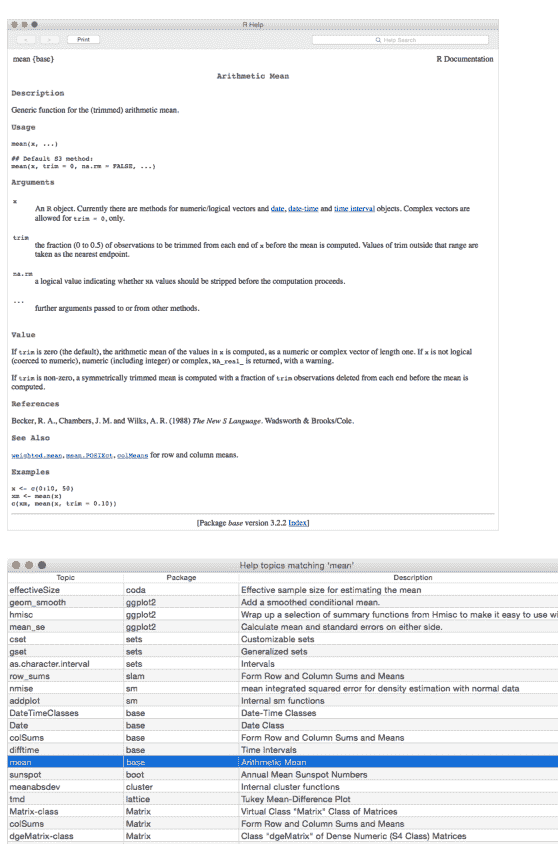 R Help
Print
Help Search
mean {base}
R Documentation
Arithmetic Mean
Description
Generic function for the (trimmed) arithmetic mean.
Usage
mean(x, ...)
## Default S3 method:
mean(x, trim = 0, na.rm = FALSE, ...)
Arguments
x
An R object. Currently there are methods for numeric/logical vectors and date, date-time and time interval objects. Complex vectors are
allowed for trim = 0, only.
trim
the fraction (0 to 0.5) of observations to be trimmed from each end of x before the mean is computed. Values of trim outside that range are
taken as the nearest endpoint.
na.rm
a logical value indicating whether NA values should be stripped before the computation proceeds.
...
further arguments passed to or from other methods.
Value
If trim is zero (the default), the arithmetic mean of the values in x is computed, as a numeric or complex vector of length one. If x is not logical
(coerced to numeric), numeric (including integer) or complex, NA_real_ is returned, with a warning.
If trim is non-zero, a symmetrically trimmed mean is computed with a fraction of trim observations deleted from each end before the mean is
computed.
References
Becker, R. A., Chambers, J. M. and Wilks, A. R. (1988) The New S Language. Wadsworth & Brooks/Cole.
See Also
weighted.mean, mean.POSIXct, colMeans for row and column means.
Examples
x <- c(0:10, 50)
xm <- mean(x)
c(xm, mean(x, trim = 0.10))
[Package base version 3.2.2 Index]
Help topics matching 'mean'
Topic Package Description
effectiveSize coda Effective sample size for estimating the mean
geom_smooth ggplot2 Add a smoothed conditional mean.
hmisc ggplot2 Wrap up a selection of summary functions from Hmisc to make it easy to use wi
mean_se ggplot2 Calculate mean and standard errors on either side.
cset sets Customizable sets
gset sets Generalized sets
as.character.interval sets Intervals
row_sums slam Form Row and Column Sums and Means
nmise sm mean integrated squared error for density estimation with normal data
addplot sm Internal sm functions
DateTimeClasses base Date-Time Classes
Date base Date Class
colSums base Form Row and Column Sums and Means
difftime base Time Intervals
mean base Arithmetic Mean
sunspot boot Annual Mean Sunspot Numbers
meanabsdev cluster Internal cluster functions
tmd lattice Tukey Mean-Difference Plot
Matrix-class Matrix Virtual Class "Matrix" Class of Matrices
colSums Matrix Form Row and Column Sums and Means
dgeMatrix-class Matrix Class "dgeMatrix" of Dense Numeric (S4 Class) Matrices